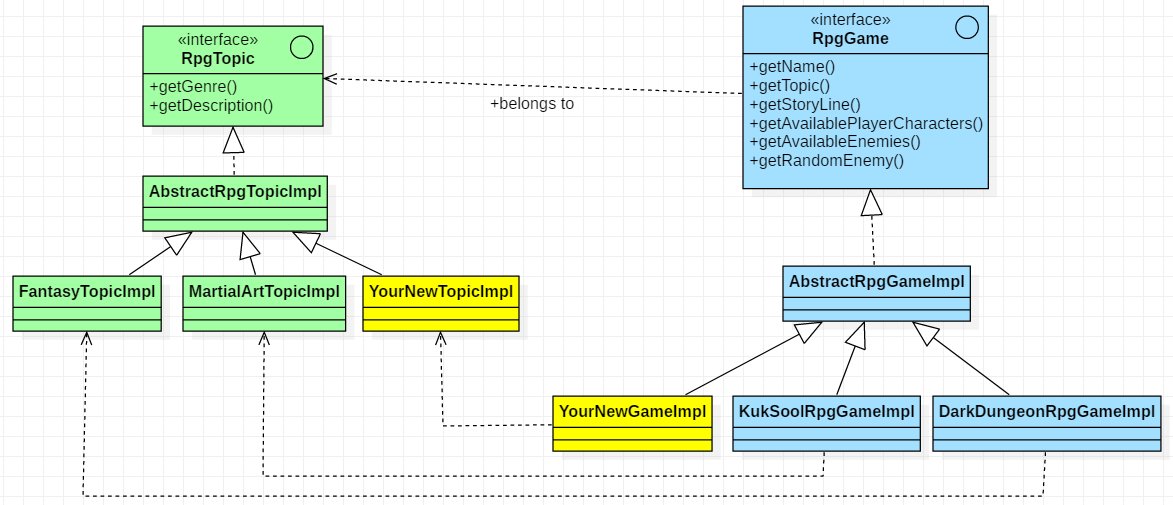 «interface»
RpgTopic
+getGenre()
+getDescription()
«interface»
RpgGame
+getName()
+getTopic()
+getStoryLine()
+getAvailablePlayerCharacters()
+getAvailableEnemies()
+getRandomEnemy()
+belongs to
AbstractRpgTopicImpl
FantasyTopicImpl
MartialArtTopicImpl
YourNewTopicImpl
AbstractRpgGameImpl
YourNewGameImpl
KukSoolRpgGameImpl
DarkDungeonRpgGameImpl